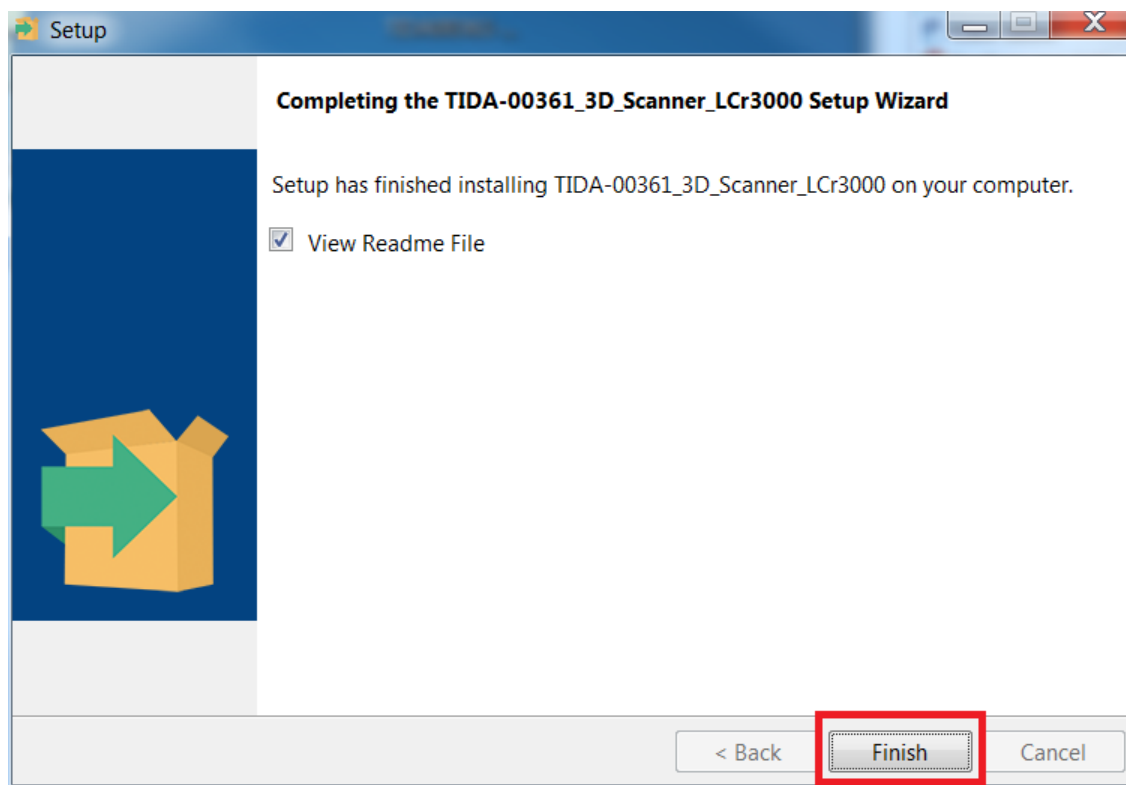 Setup
Completing the TIDA-00361_3D_Scanner_LCr3000 Setup Wizard
Setup has finished installing TIDA-00361_3D_Scanner_LCr3000 on your computer.
View Readme File
< Back Finish Cancel